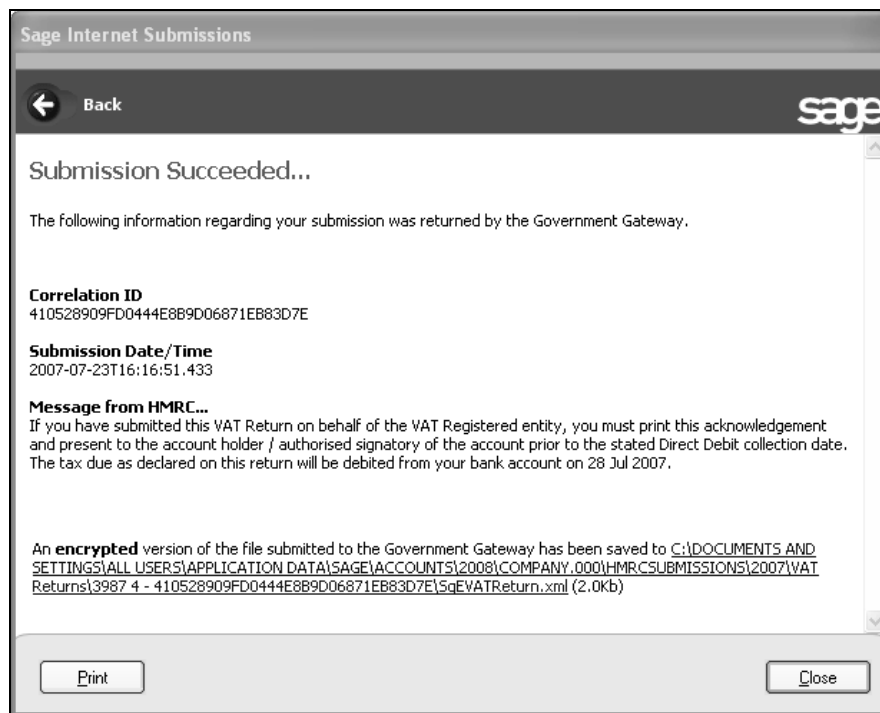 Sage Internet Submissions
Back
sage
Submission Succeeded...
The following information regarding your submission was returned by the Government Gateway.
Correlation ID
410528909FD0444E8B9D06871EB83D7E
Submission Date/Time
2007-07-23T16:16:51.433
Message from HMRC...
If you have submitted this VAT Return on behalf of the VAT Registered entity, you must print this acknowledgement
and present to the account holder / authorised signatory of the account prior to the stated Direct Debit collection date.
The tax due as declared on this return will be debited from your bank account on 28 Jul 2007.
An encrypted version of the file submitted to the Government Gateway has been saved to C:\DOCUMENTS AND
SETTINGS\ALL USERS\APPLICATION DATA\SAGE\ACCOUNTS\2008\COMPANY.000\HMRCSUBMISSIONS\2007\VAT
Returns\3987 4 - 410528909FD0444E8B9D06871EB83D7E\SgEVATReturn.xml (2.0Kb)
Print
Close